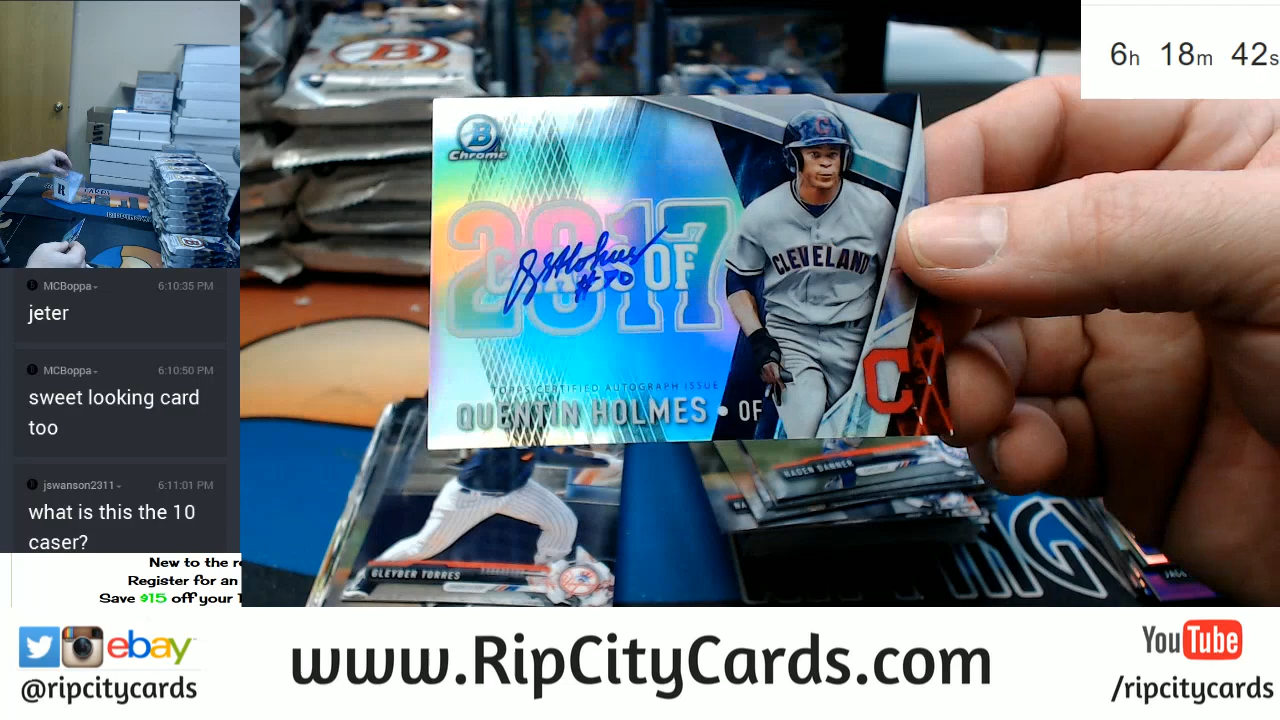 6h 18m 42s
MCBoppa 6:10:35 PM
jeter
MCBoppa 6:10:50 PM
sweet looking card
too
jswanson2311 6:11:01 PM
what is this the 10
caser?
New to the r
Register for an
Save $15 off your
B
Chrome
2017
CLASS OF
#70
CLEVELAND
C
TOPPS CERTIFIED AUTOGRAPH ISSUE
QUENTIN HOLMES • OF
GLEYBER TORRES
ebay
@ripcitycards
www.RipCityCards.com
YouTube
/ripcitycards